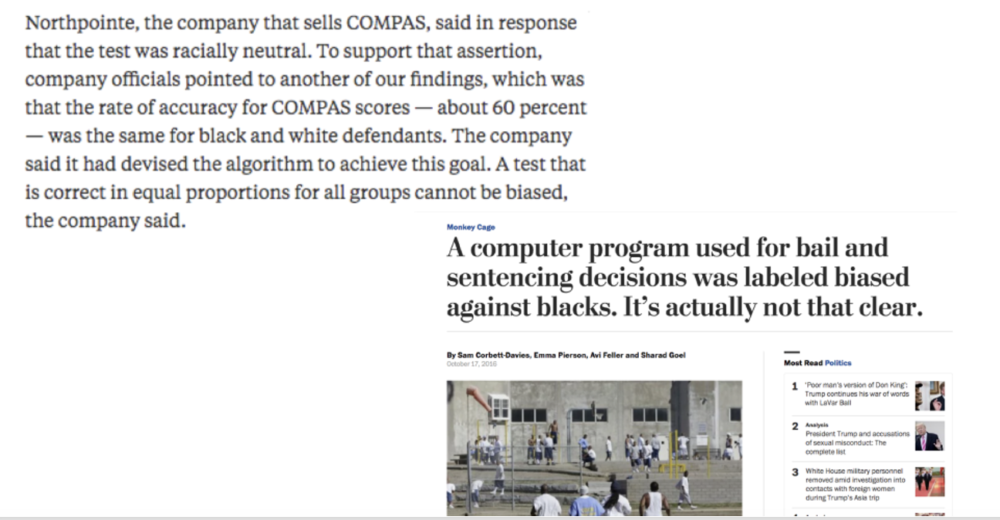 Northpointe, the company that sells COMPAS, said in response
that the test was racially neutral. To support that assertion,
company officials pointed to another of our findings, which was
that the rate of accuracy for COMPAS scores — about 60 percent
— was the same for black and white defendants. The company
said it had devised the algorithm to achieve this goal. A test that
is correct in equal proportions for all groups cannot be biased,
the company said.
Monkey Cage
A computer program used for bail and
sentencing decisions was labeled biased
against blacks. It's actually not that clear.
By Sam Corbett-Davies, Emma Pierson, Avi Feller and Sharad Goel
October 17, 2016
Most Read Politics
1 'Poor man's version of Don King':
Trump continues his war of words
with LaVar Ball
2 Analysis
President Trump and accusations
of sexual misconduct: The
complete list
3 White House military personnel
removed amid investigation into
contacts with foreign women
during Trump's Asia trip